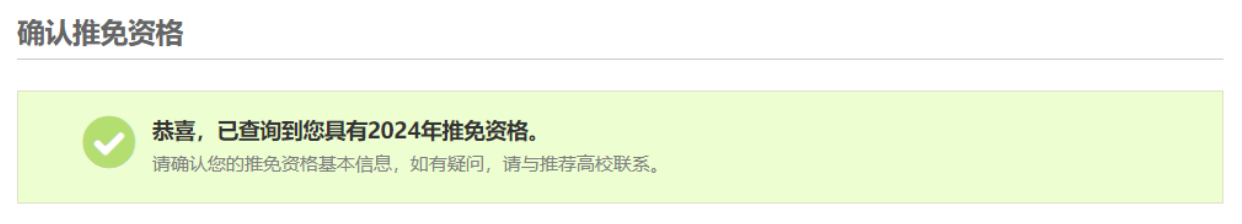 确认推免资格
恭喜，已查询到您具有2024年推免资格。
请确认您的推免资格基本信息，如有疑问，请与推荐高校联系。